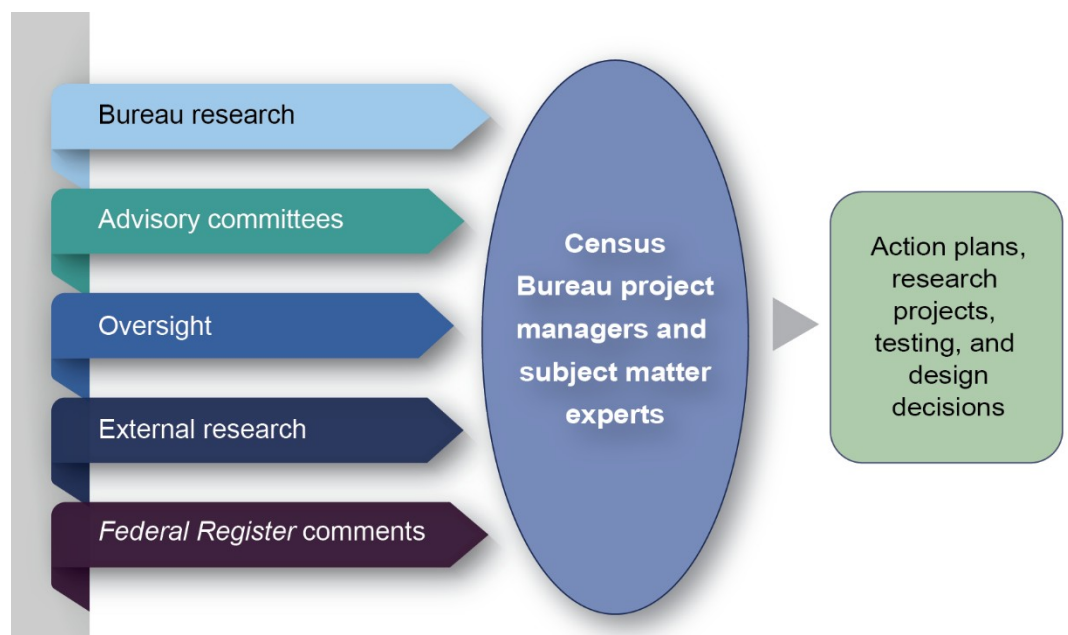 Bureau research
Advisory committees
Oversight
External research
Federal Register comments
Census
Bureau project
managers and
subject matter
experts
Action plans,
research
projects,
testing, and
design
decisions